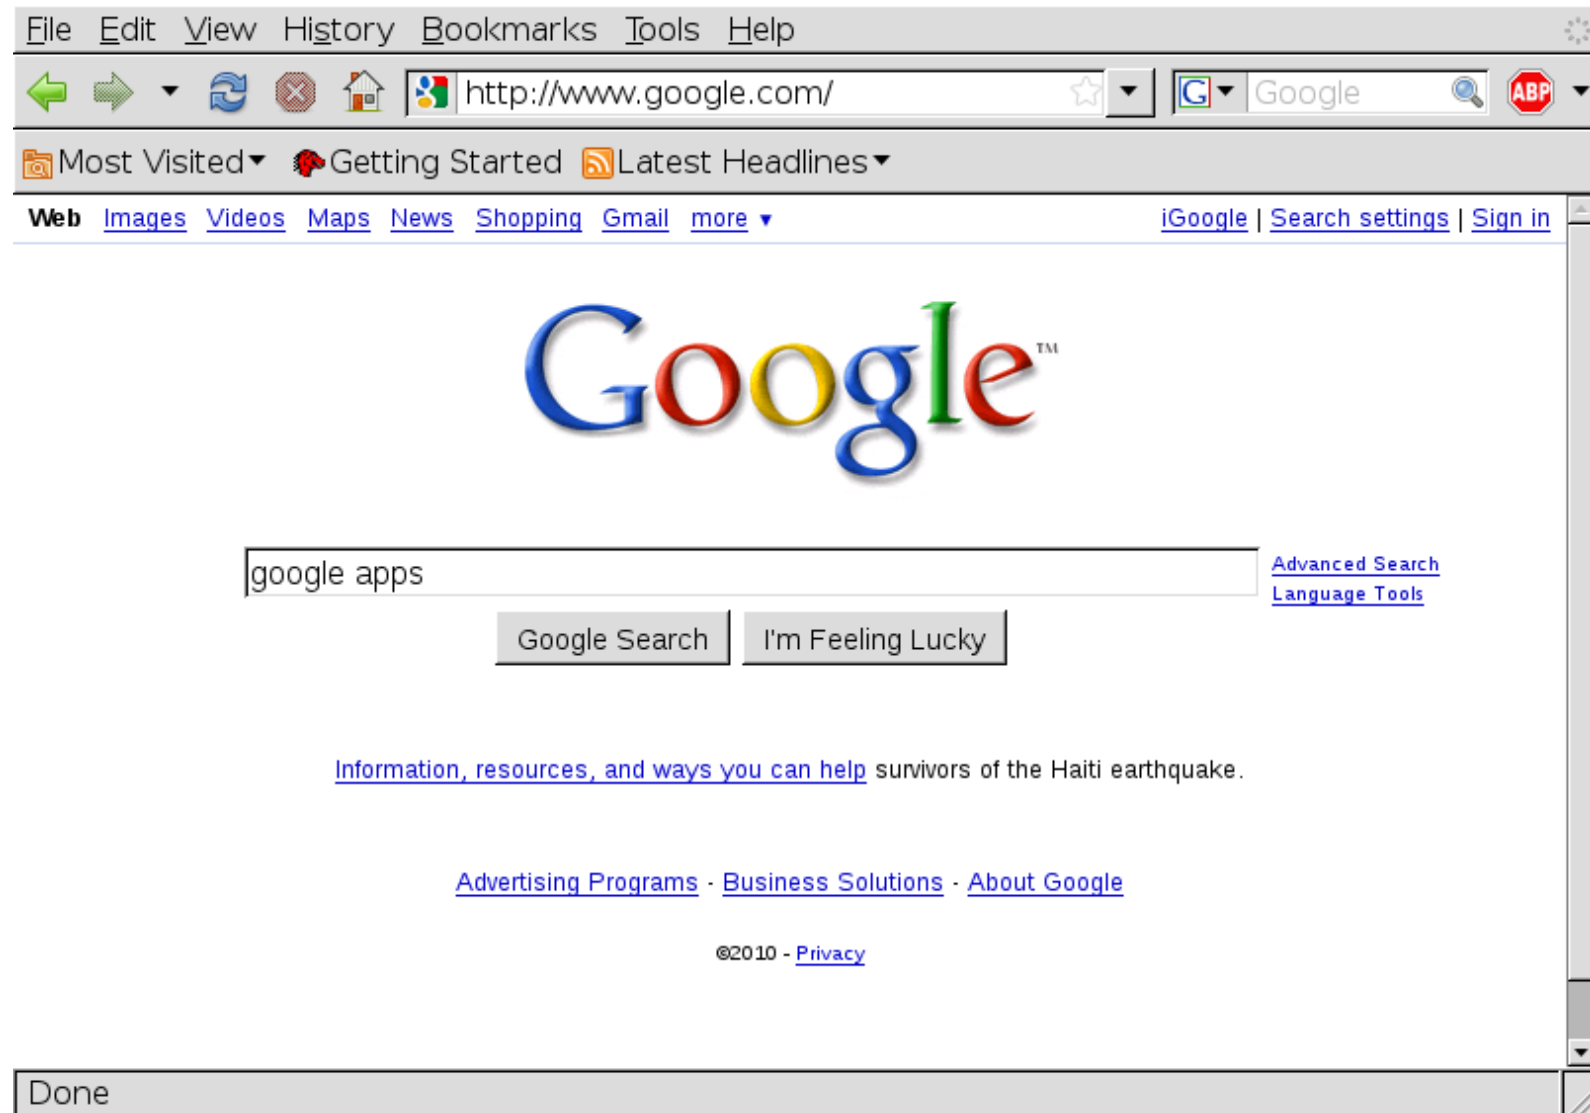 File Edit View History Bookmarks Tools Help
http://www.google.com/ G Google ABP
Most Visited Getting Started Latest Headlines
Web Images Videos Maps News Shopping Gmail more iGoogle | Search settings | Sign in
Google™
google apps
Advanced Search
Language Tools
Google Search I'm Feeling Lucky
Information, resources, and ways you can help survivors of the Haiti earthquake.
Advertising Programs - Business Solutions - About Google
©2010 - Privacy
Done